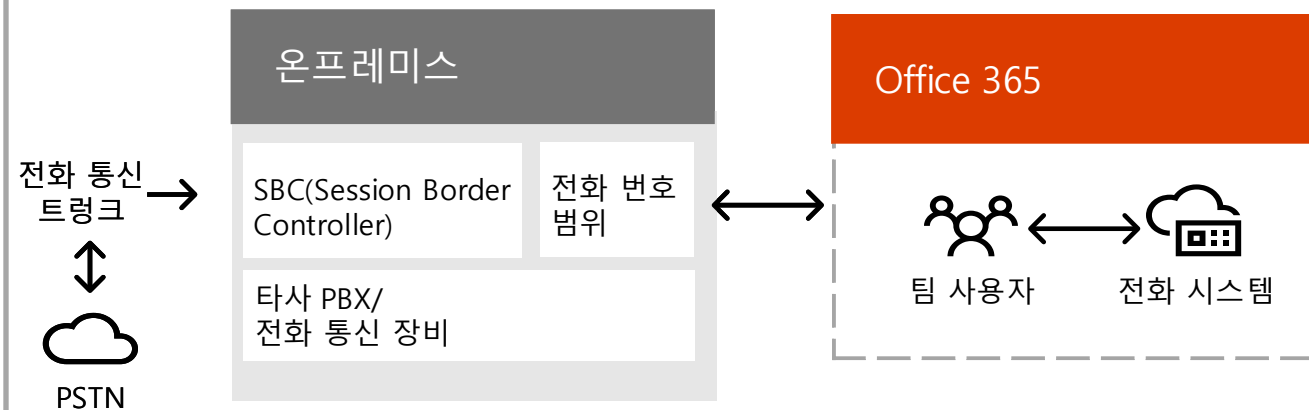 온프레미스
Office 365
전화 통신
트렁크
SBC(Session Border
Controller)
전화 번호
범위
타사 PBX/
전화 통신 장비
팀 사용자
전화 시스템
PSTN